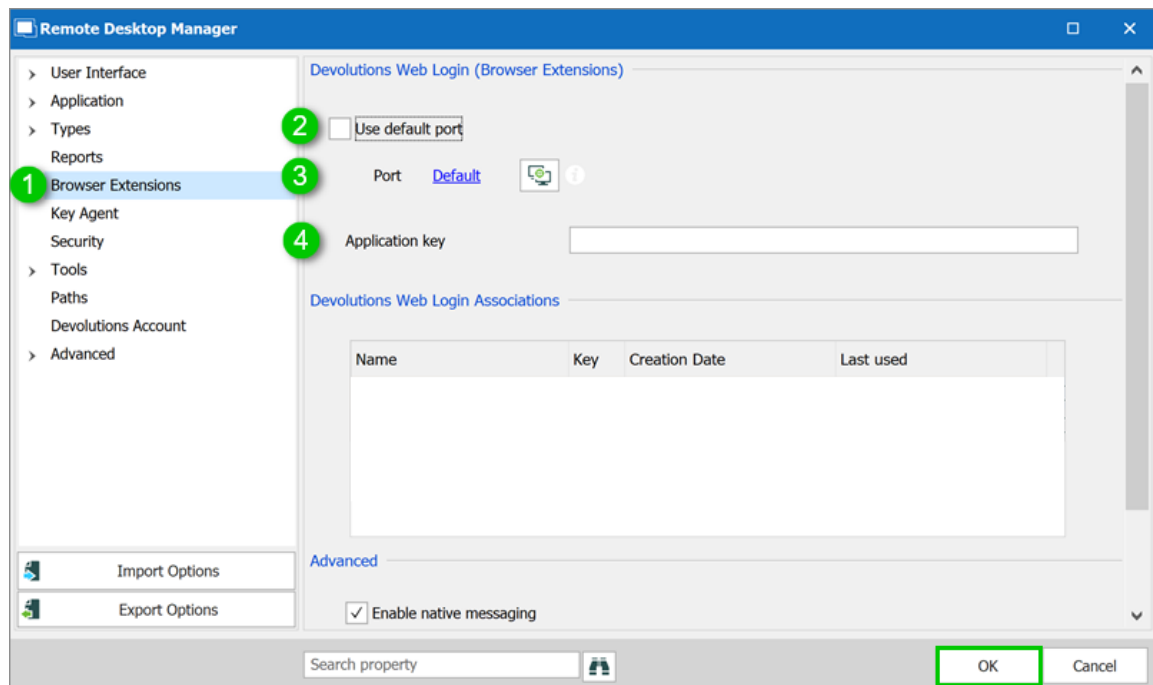 Remote Desktop Manager
User Interface
Application
Types
Reports
1 Browser Extensions
Key Agent
Security
Tools
Paths
Devolutions Account
Advanced
Import Options
Export Options
Devolutions Web Login (Browser Extensions)
2 Use default port
3 Port Default
4 Application key
Devolutions Web Login Associations
Name Key Creation Date Last used
Advanced
Enable native messaging
Search property
OK Cancel